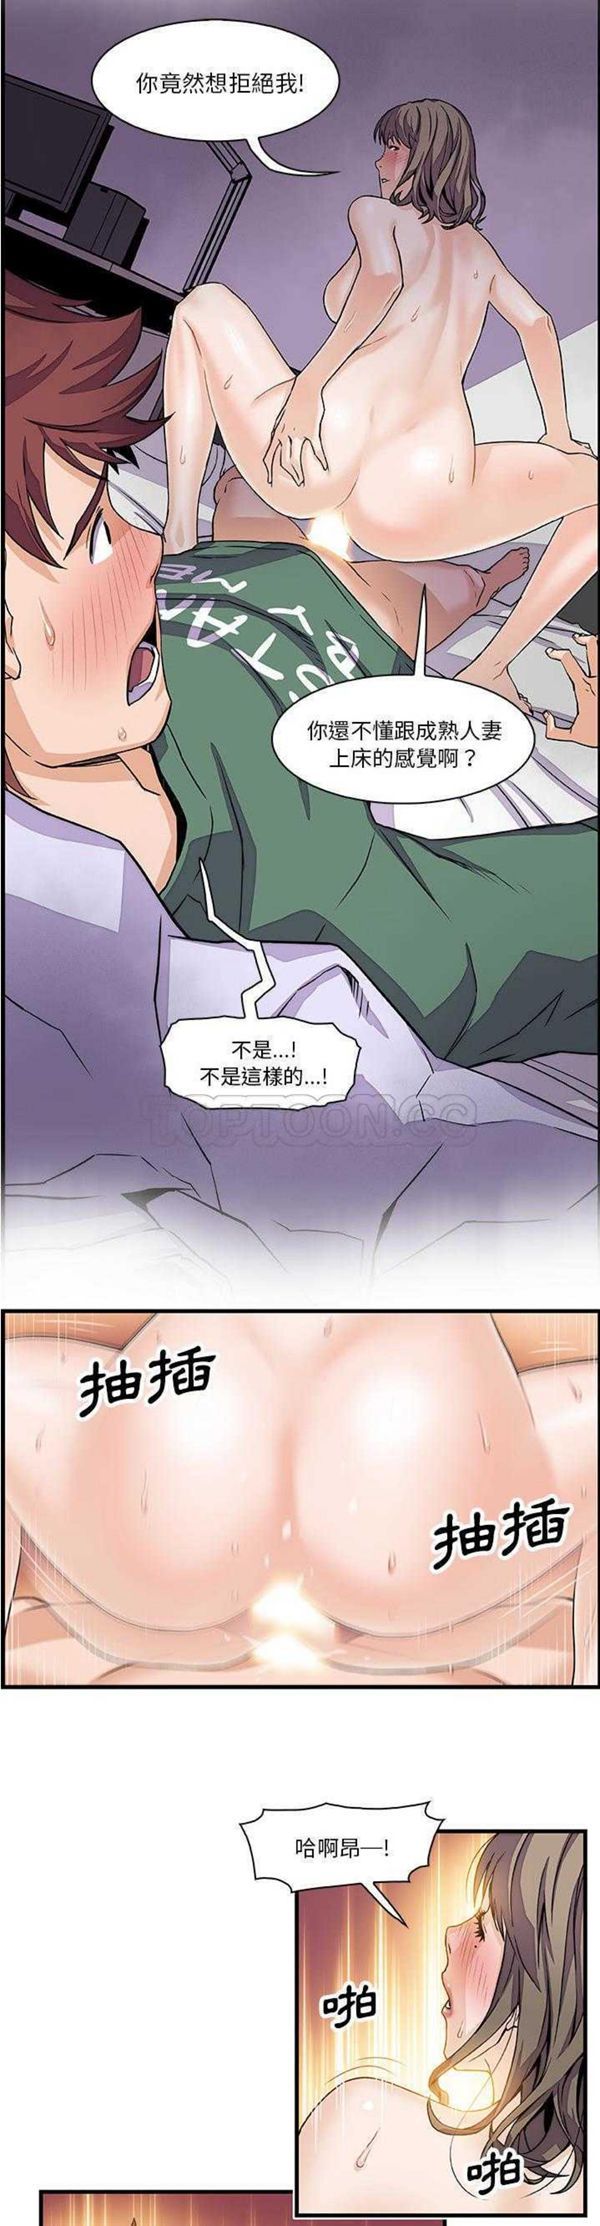 你竟然想拒絕我!
你還不懂跟成熟人妻
上床的感覺啊？
不是...!
不是這樣的...!
TOPTOON.CC
抽插
抽插
哈啊昂—!
啪
啪